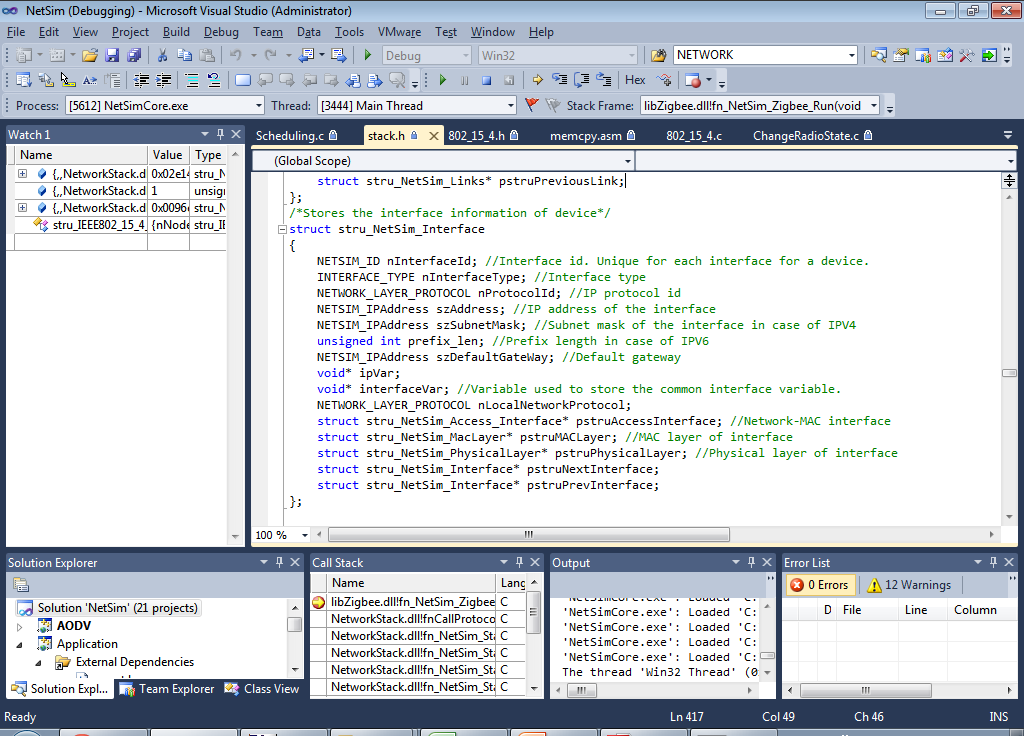 NetSim (Debugging) - Microsoft Visual Studio (Administrator)
File Edit View Project Build Debug Team Data Tools VMware Test Window Help
Debug Win32 NETWORK
Hex
Process: [5612] NetSimCore.exe Thread: [3444] Main Thread Stack Frame: libZigbee.dll!fn_NetSim_Zigbee_Run(void
Watch 1
Name Value Type
{,,NetworkStack.d 0x02e14 stru_N
{,,NetworkStack.d 1 unsign
{,,NetworkStack.d 0x0096 stru_N
stru_IEEE802_15_4_ {nNode stru_IE
Scheduling.c stack.h 802_15_4.h memcpy.asm 802_15_4.c ChangeRadioState.c
(Global Scope)
struct stru_NetSim_Links* pstruPreviousLink;
};
/*Stores the interface information of device*/
struct stru_NetSim_Interface
{
NETSIM_ID nInterfaceId; //Interface id. Unique for each interface for a device.
INTERFACE_TYPE nInterfaceType; //Interface type
NETWORK_LAYER_PROTOCOL nProtocolId; //IP protocol id
NETSIM_IPAddress szAddress; //IP address of the interface
NETSIM_IPAddress szSubnetMask; //Subnet mask of the interface in case of IPV4
unsigned int prefix_len; //Prefix length in case of IPV6
NETSIM_IPAddress szDefaultGateWay; //Default gateway
void* ipVar;
void* interfaceVar; //Variable used to store the common interface variable.
NETWORK_LAYER_PROTOCOL nLocalNetworkProtocol;
struct stru_NetSim_Access_Interface* pstruAccessInterface; //Network-MAC interface
struct stru_NetSim_MacLayer* pstruMACLayer; //MAC layer of interface
struct stru_NetSim_PhysicalLayer* pstruPhysicalLayer; //Physical layer of interface
struct stru_NetSim_Interface* pstruNextInterface;
struct stru_NetSim_Interface* pstruPrevInterface;
};
100 %
Solution Explorer
Solution 'NetSim' (21 projects)
AODV
Application
External Dependencies
Solution Expl... Team Explorer Class View
Call Stack
Name Lang
libZigbee.dll!fn_NetSim_Zigbee C
NetworkStack.dll!fnCallProtoco C
NetworkStack.dll!fn_NetSim_Sta C
NetworkStack.dll!fn_NetSim_Sta C
NetworkStack.dll!fn_NetSim_Sta C
NetworkStack.dll!fn_NetSim_Sta C
Output
'NetSimCore.exe': Loaded 'C:
'NetSimCore.exe': Loaded 'C:
'NetSimCore.exe': Loaded 'C:
'NetSimCore.exe': Loaded 'C:
'NetSimCore.exe': Loaded 'C:
The thread 'Win32 Thread' (0
Error List
0 Errors 12 Warnings
D File Line Column
Ready Ln 417 Col 49 Ch 46 INS